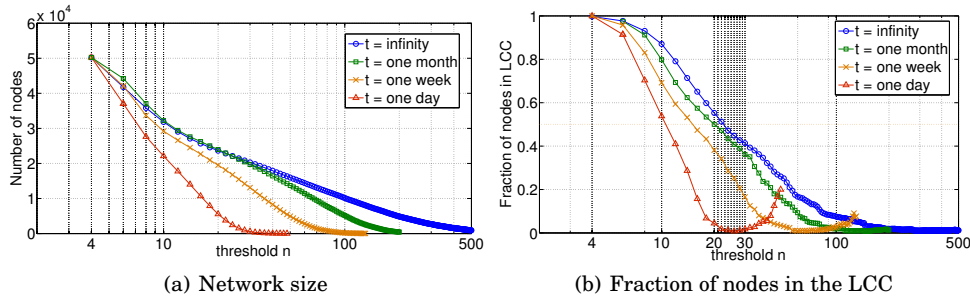 6 x 10^4
5
4
3
2
1
0
Number of nodes
4
10
100
500
threshold n
t = infinity
t = one month
t = one week
t = one day
(a) Network size
1
0.8
0.6
0.4
0.2
0
Fraction of nodes in LCC
4
10
20
30
100
500
threshold n
t = infinity
t = one month
t = one week
t = one day
(b) Fraction of nodes in the LCC